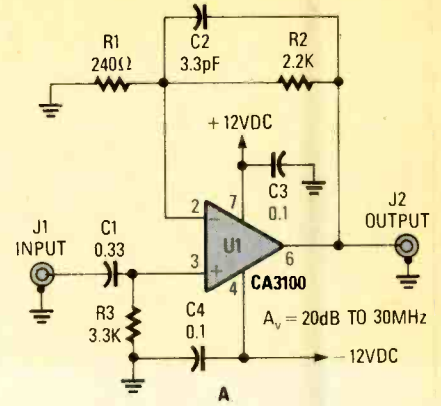 C2
3.3pF
R1
240Ω
R2
2.2K
+12VDC
C3
0.1
2
7
J1
INPUT
C1
0.33
U1
6
J2
OUTPUT
3
4
CA3100
R3
3.3K
C4
0.1
Av = 20dB TO 30MHz
−12VDC
A